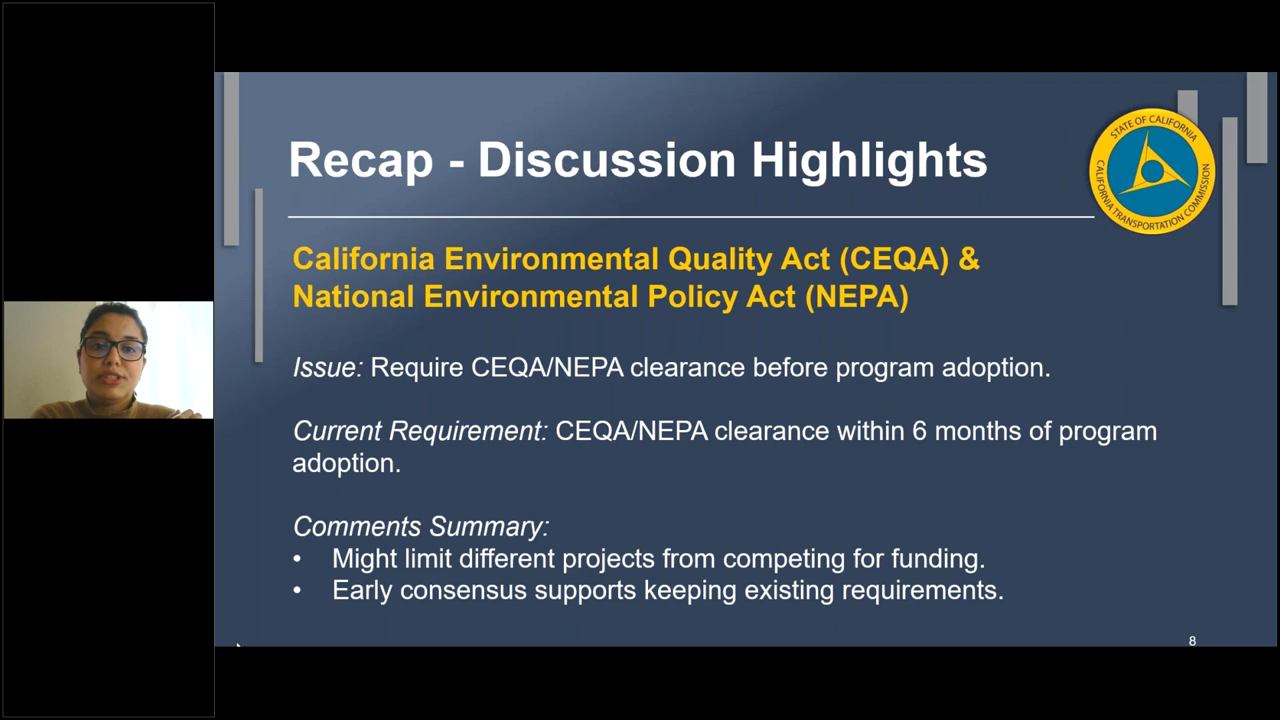 Recap - Discussion Highlights
STATE OF CALIFORNIA
CALIFORNIA TRANSPORTATION COMMISSION
California Environmental Quality Act (CEQA) &
National Environmental Policy Act (NEPA)
Issue: Require CEQA/NEPA clearance before program adoption.
Current Requirement: CEQA/NEPA clearance within 6 months of program
adoption.
Comments Summary:
• Might limit different projects from competing for funding.
• Early consensus supports keeping existing requirements.
8